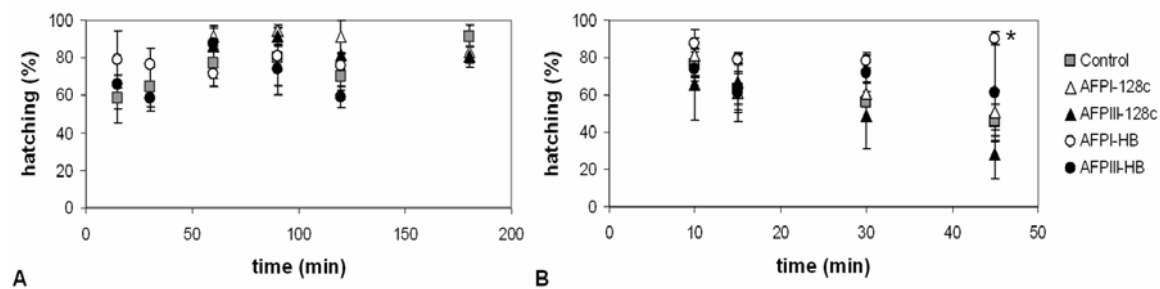 hatching (%)
100
80
60
40
20
0
0 50 100 150 200
time (min)
A
hatching (%)
100
80
60
40
20
0
0 10 20 30 40 50
time (min)
B
*
Control
AFPI-128c
AFPIII-128c
AFPI-HB
AFPIII-HB